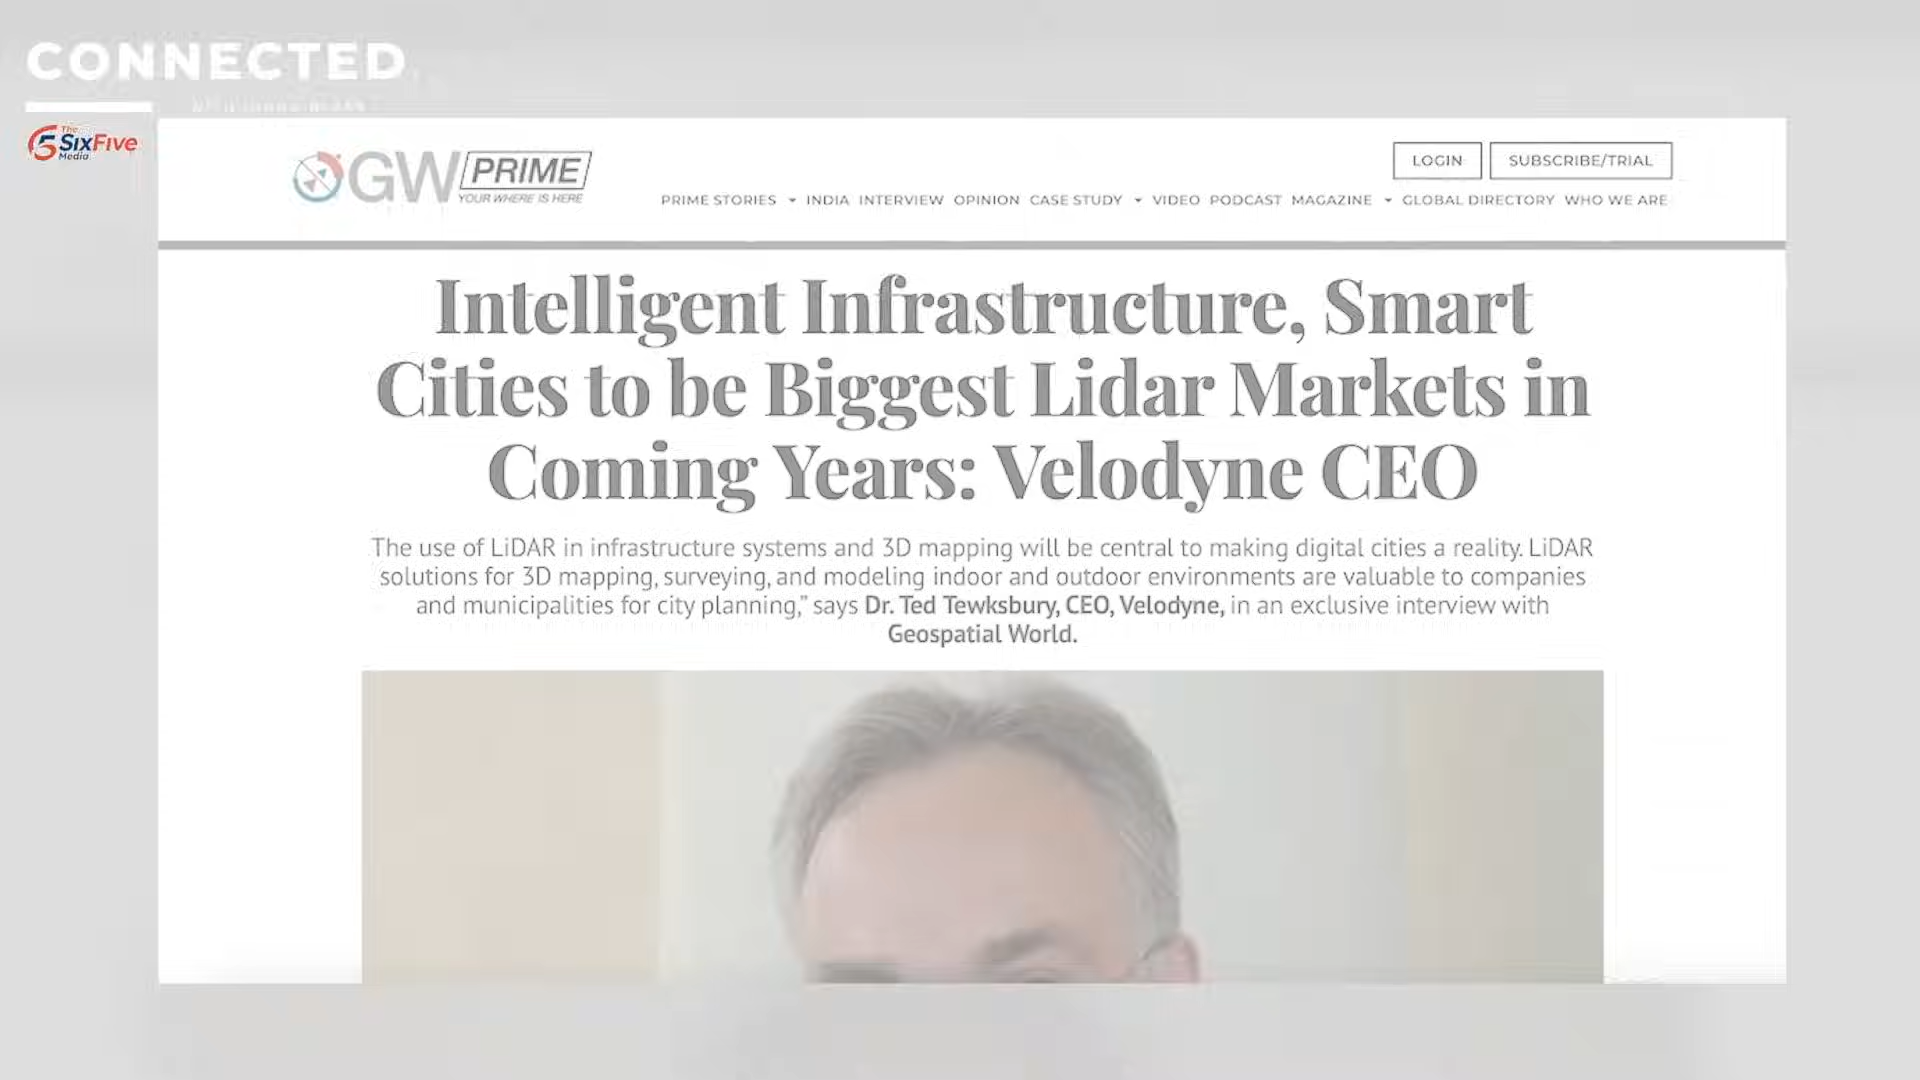 CONNECTED
The
SixFive
Media
GW PRIME
YOUR WHERE IS HERE
LOGIN
SUBSCRIBE/TRIAL
PRIME STORIES INDIA INTERVIEW OPINION CASE STUDY VIDEO PODCAST MAGAZINE GLOBAL DIRECTORY WHO WE ARE
Intelligent Infrastructure, Smart
Cities to be Biggest Lidar Markets in
Coming Years: Velodyne CEO
The use of LiDAR in infrastructure systems and 3D mapping will be central to making digital cities a reality. LiDAR
solutions for 3D mapping, surveying, and modeling indoor and outdoor environments are valuable to companies
and municipalities for city planning,” says Dr. Ted Tewksbury, CEO, Velodyne, in an exclusive interview with
Geospatial World.